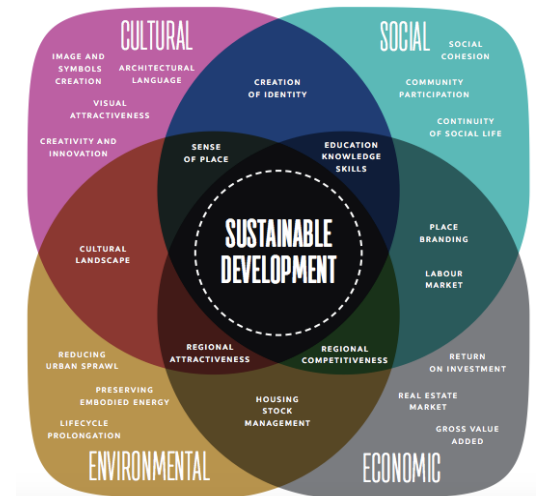 CULTURAL
SOCIAL
IMAGE AND
SYMBOLS
CREATION
ARCHITECTURAL
LANGUAGE
VISUAL
ATTRACTIVENESS
CREATIVITY AND
INNOVATION
CREATION
OF IDENTITY
SOCIAL
COHESION
COMMUNITY
PARTICIPATION
CONTINUITY
OF SOCIAL LIFE
SENSE
OF PLACE
EDUCATION
KNOWLEDGE
SKILLS
CULTURAL
LANDSCAPE
SUSTAINABLE
DEVELOPMENT
PLACE
BRANDING
LABOUR
MARKET
REGIONAL
ATTRACTIVENESS
REGIONAL
COMPETITIVENESS
REDUCING
URBAN SPRAWL
PRESERVING
EMBODIED ENERGY
LIFECYCLE
PROLONGATION
HOUSING
STOCK
MANAGEMENT
RETURN
ON INVESTMENT
REAL ESTATE
MARKET
GROSS VALUE
ADDED
ENVIRONMENTAL
ECONOMIC